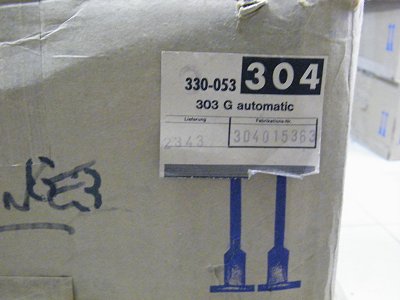 330-053 304
303 G automatic
Lieferung Fabrikations-Nr.
2343 304015363